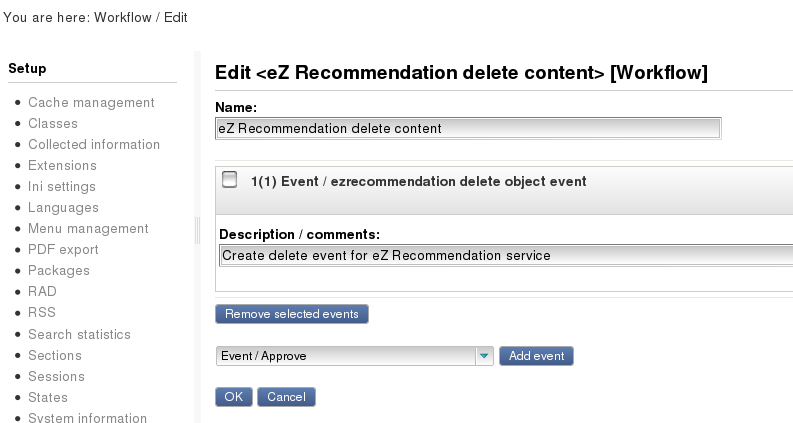 You are here: Workflow / Edit
Setup
Cache management
Classes
Collected information
Extensions
Ini settings
Languages
Menu management
PDF export
Packages
RAD
RSS
Search statistics
Sections
Sessions
States
System information
Edit <eZ Recommendation delete content> [Workflow]
Name:
eZ Recommendation delete content
1(1) Event / ezrecommendation delete object event
Description / comments:
Create delete event for eZ Recommendation service
Remove selected events
Event / Approve Add event
OK Cancel